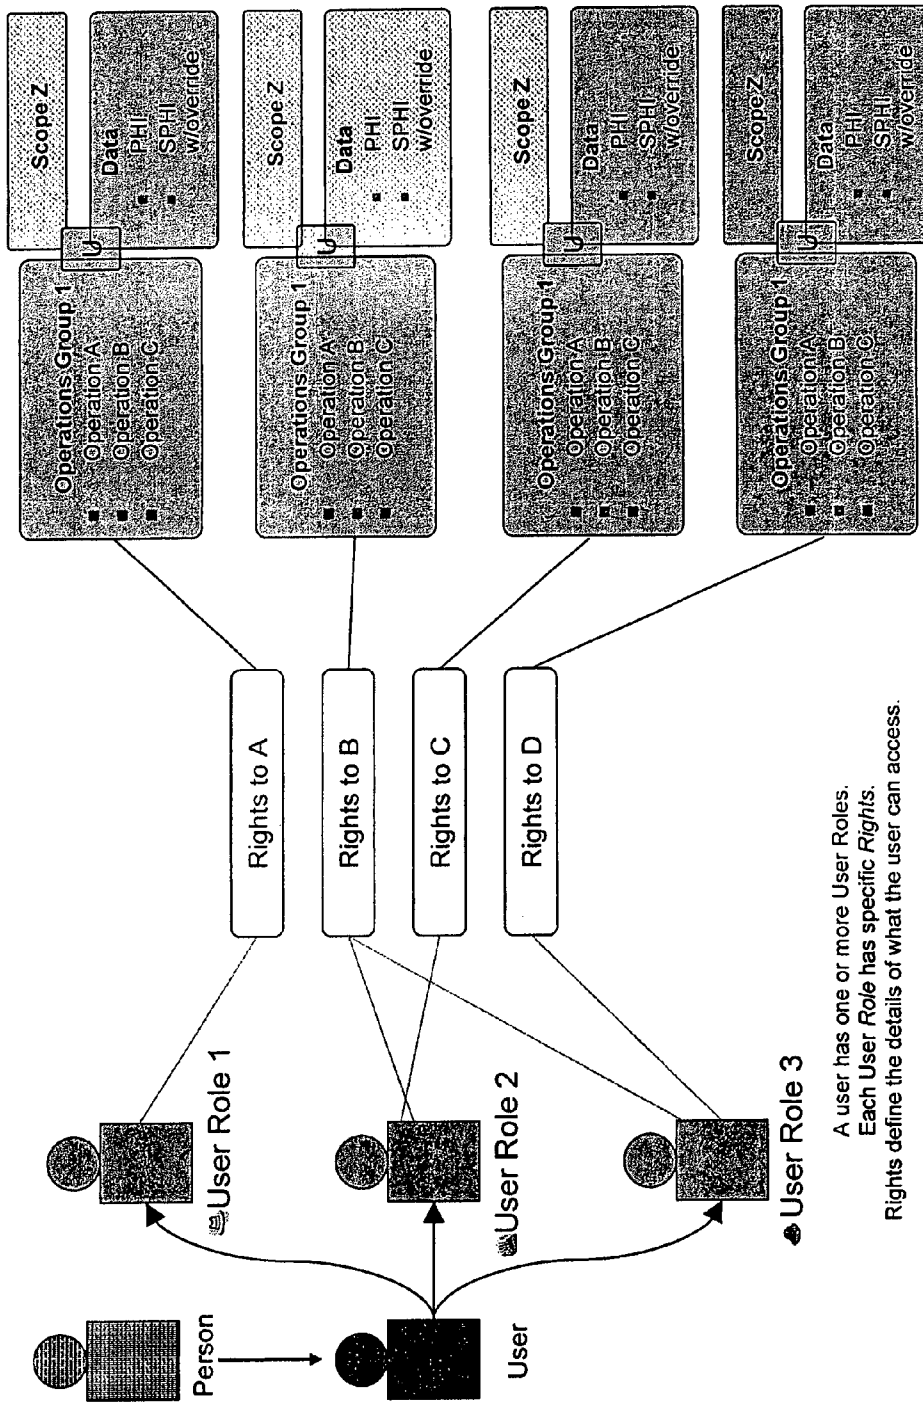 Person
User
User Role 1
User Role 2
User Role 3
Rights to A
Rights to B
Rights to C
Rights to D
Operations Group 1
Operation A
Operation B
Operation C
U
Scope Z
Data
PHI
SPHI
w/override
Operations Group 1
Operation A
Operation B
Operation C
U
Scope Z
Data
PHI
SPHI
w/override
Operations Group 1
Operation A
Operation B
Operation C
U
Scope Z
Data
PHI
SPHI
w/override
Operations Group 1
Operation A
Operation B
Operation C
U
Scope Z
Data
PHI
SPHI
w/override
A user has one or more User Roles.
Each User Role has specific Rights.
Rights define the details of what the user can access.